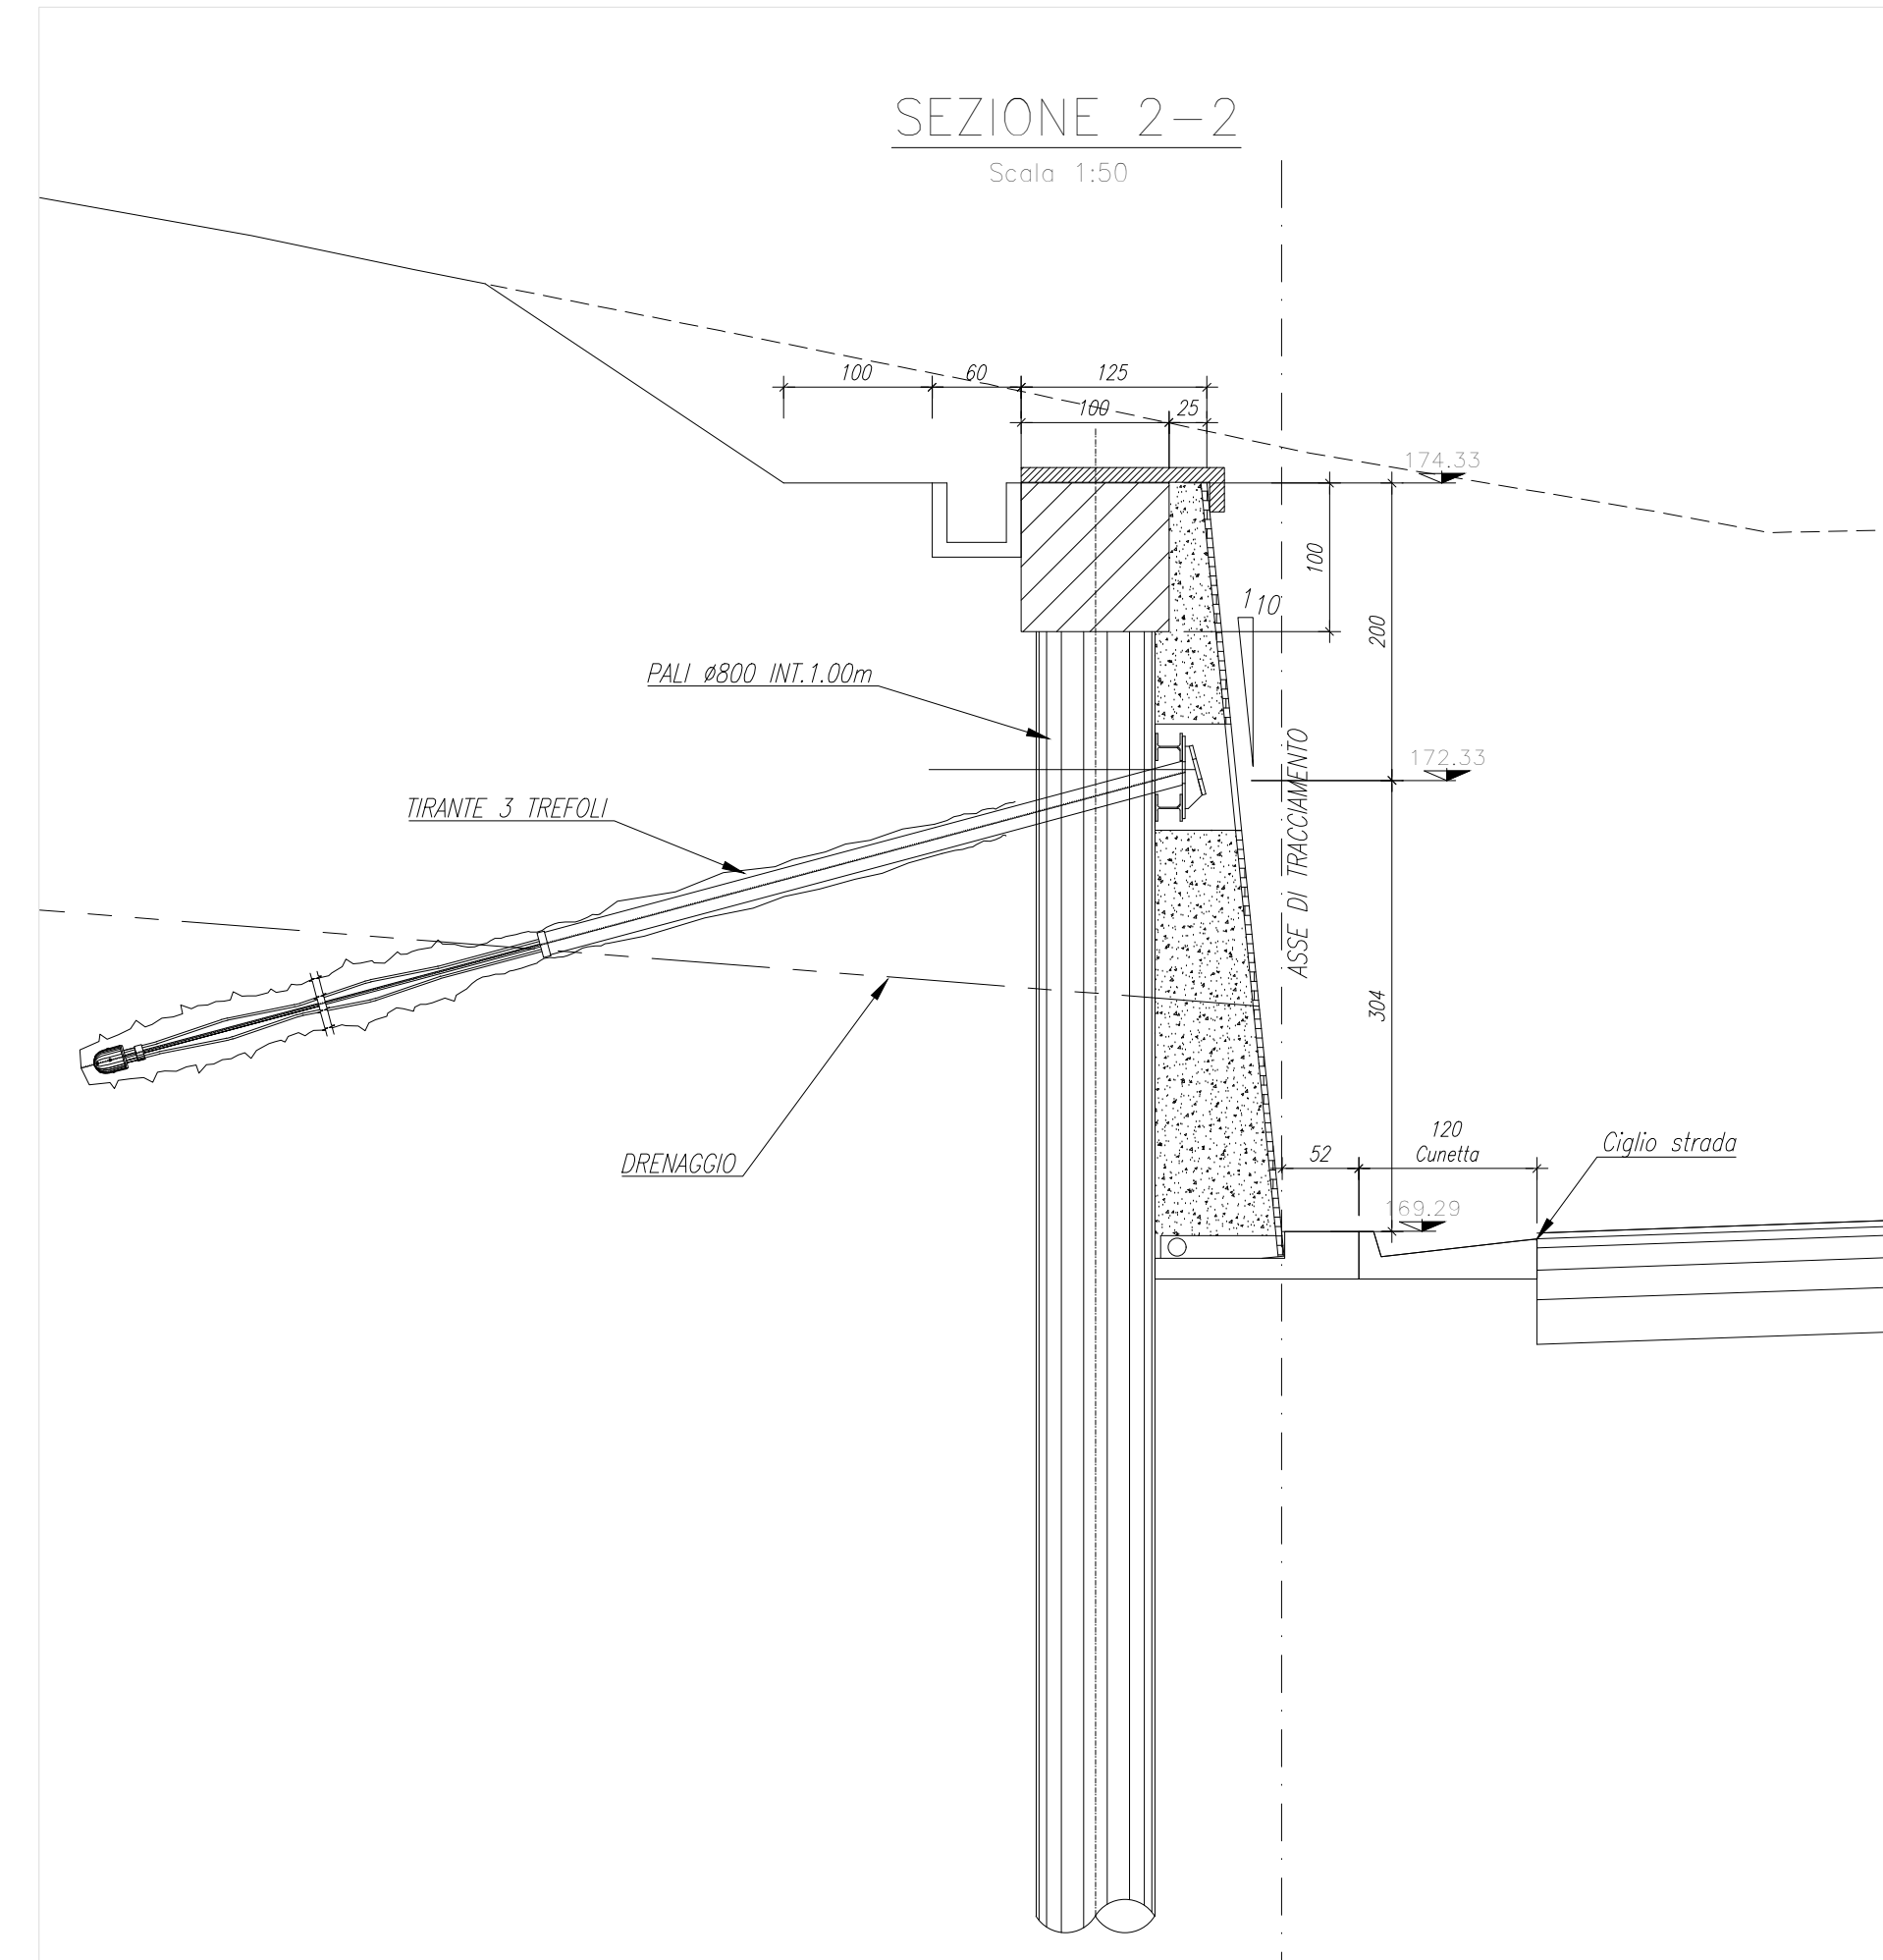 SEZIONE 2-2
Scala 1:50
100
60
125
100
25
174.33
100
200
1
10
PALI ø800 INT.1.00m
172.33
TIRANTE 3 TREFOLI
ASSE DI TRACCIAMENTO
304
DRENAGGIO
52
120
Cunetta
Ciglio strada
169.29